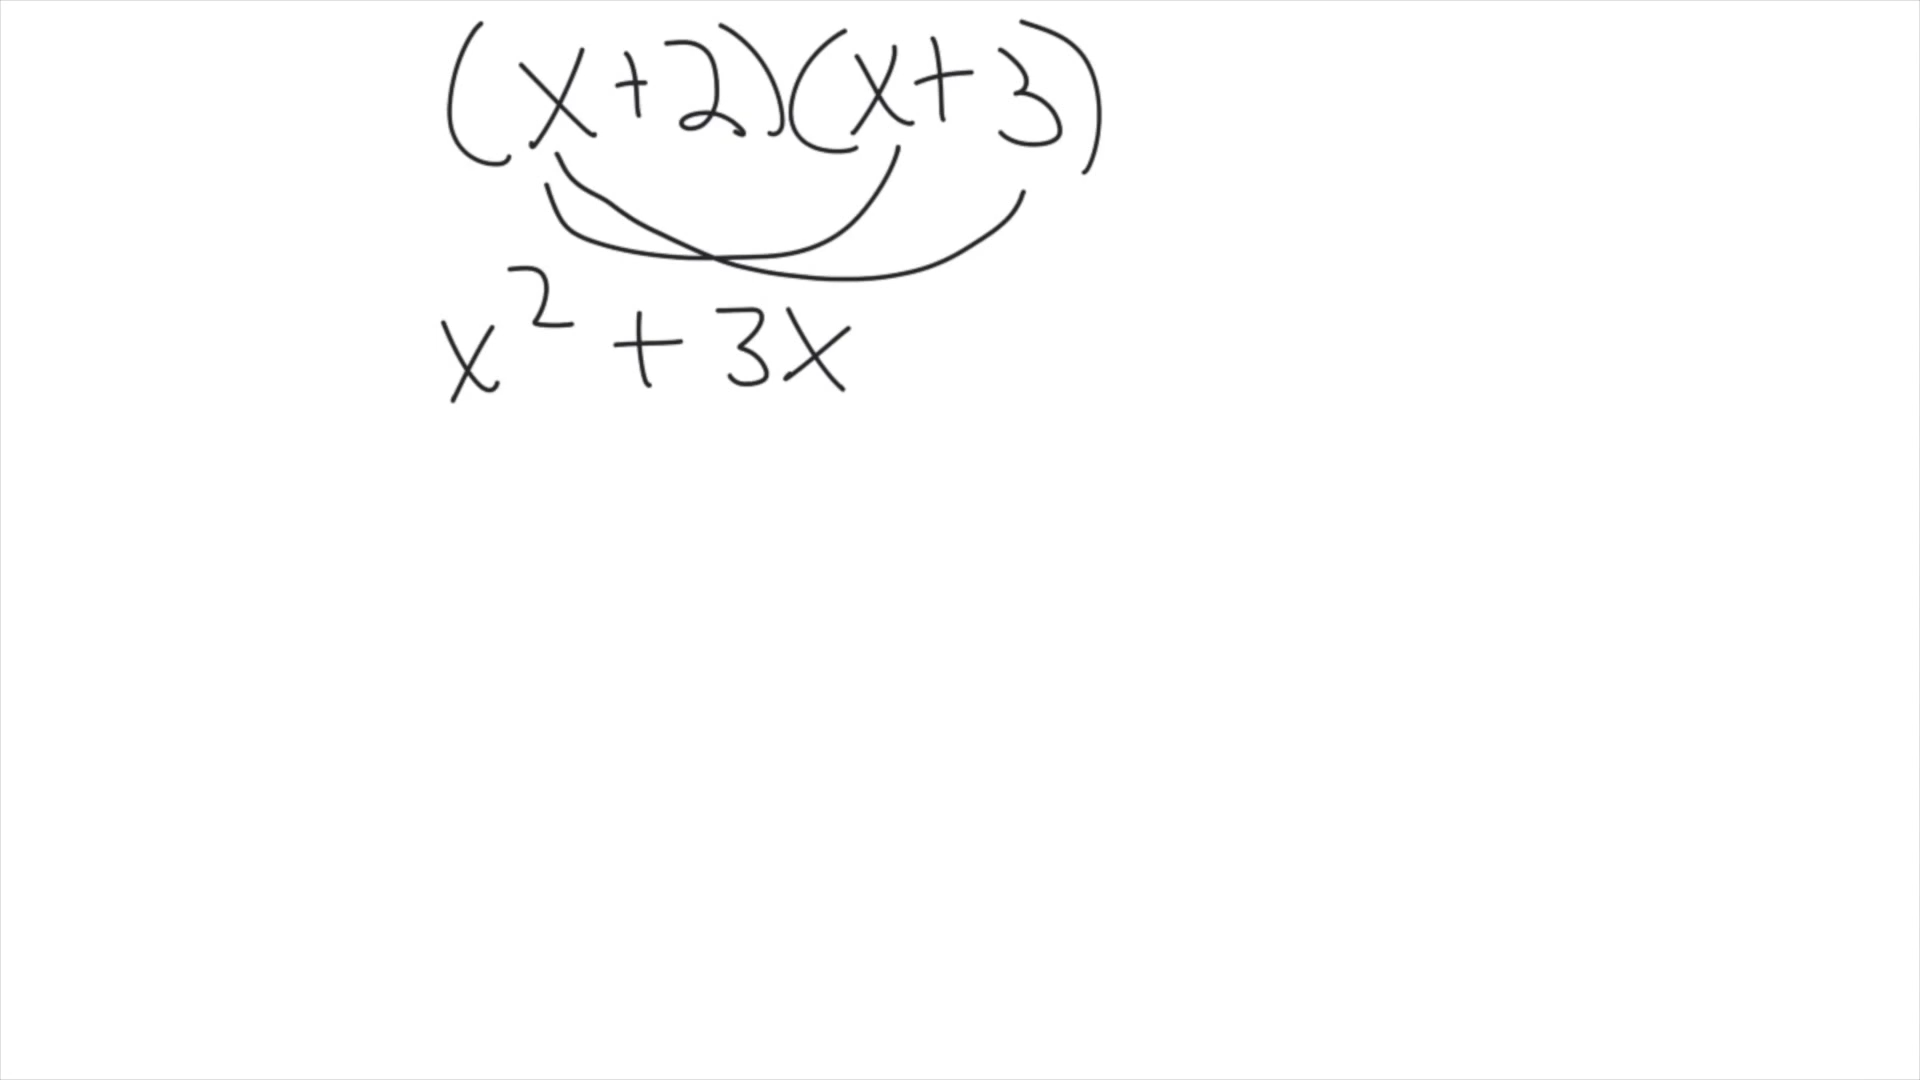 (x+2)(x+3)
x² + 3x